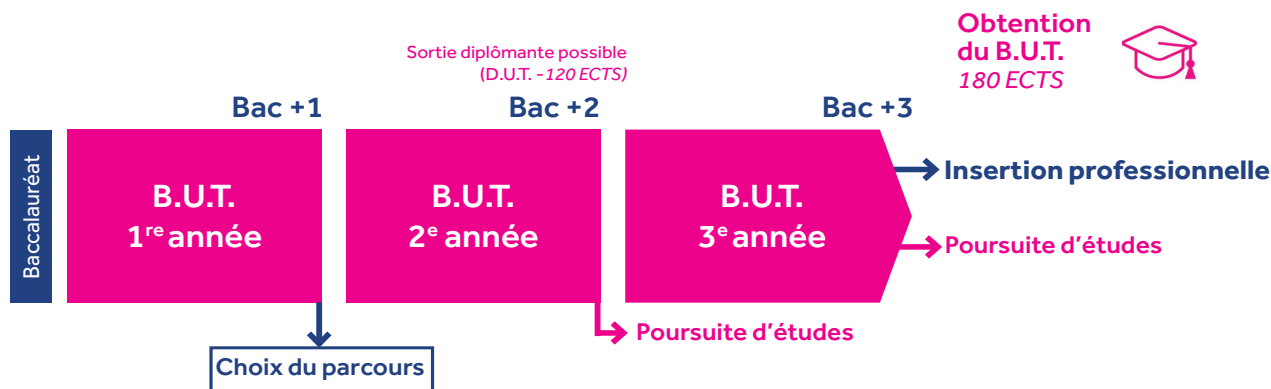 Obtention
du B.U.T.
180 ECTS
Sortie diplômante possible
(D.U.T. -120 ECTS)
Bac +1
Bac +2
Bac +3
Baccalauréat
B.U.T.
1re année
B.U.T.
2e année
B.U.T.
3e année
Insertion professionnelle
Poursuite d'études
Poursuite d'études
Choix du parcours